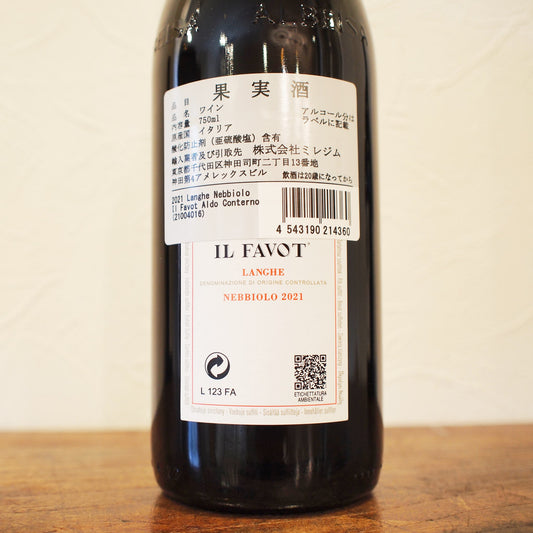 果実酒
品目 ワイン
内容量 750ml
原産国 イタリア
酸化防止剤（亜硫酸塩）含有
輸入業者及び引取先 株式会社ミレジム
東京都千代田区神田司町二丁目13番地
神田第4アメレックスビル
アルコール分は
ラベルに記載
飲酒は20歳になってから
2021 Langhe Nebbiolo
Il Favot Aldo Conterno
(21004016)
4 543190 214360
IL FAVOT
LANGHE
DENOMINAZIONE DI ORIGINE CONTROLLATA
NEBBIOLO 2021
L 123 FA
ETICHETTATURA
AMBIENTALE